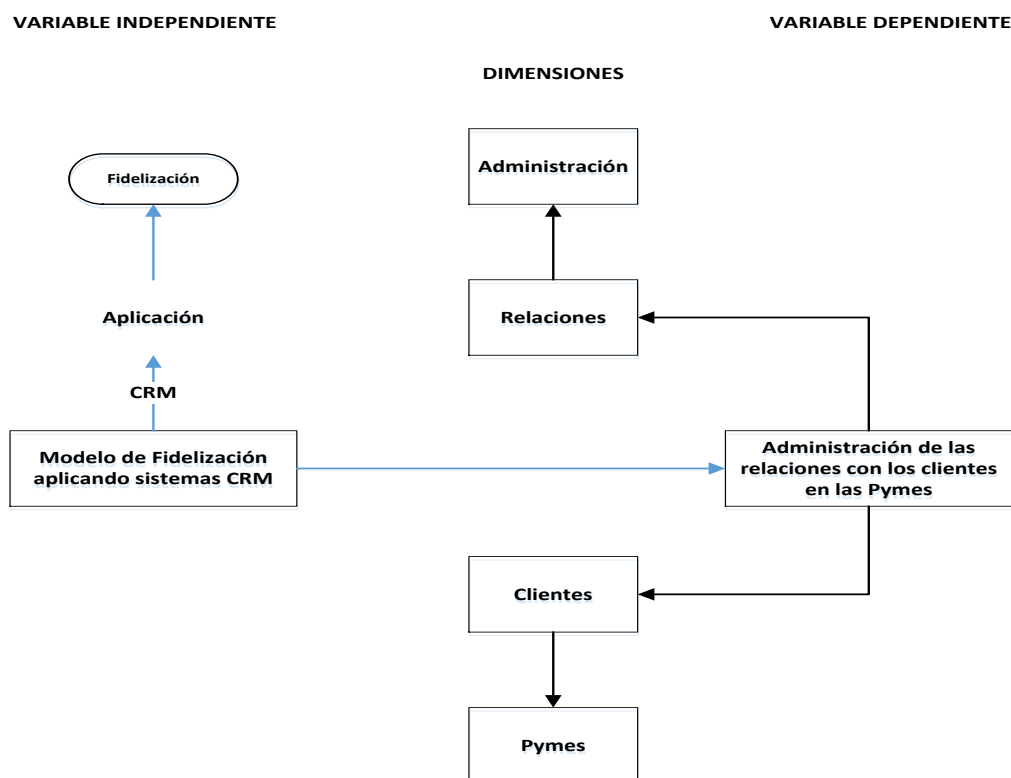 VARIABLE INDEPENDIENTE
VARIABLE DEPENDIENTE
DIMENSIONES
Administración
Fidelización
Relaciones
Aplicación
CRM
Modelo de Fidelización
aplicando sistemas CRM
Administración de las
relaciones con los clientes
en las Pymes
Clientes
Pymes